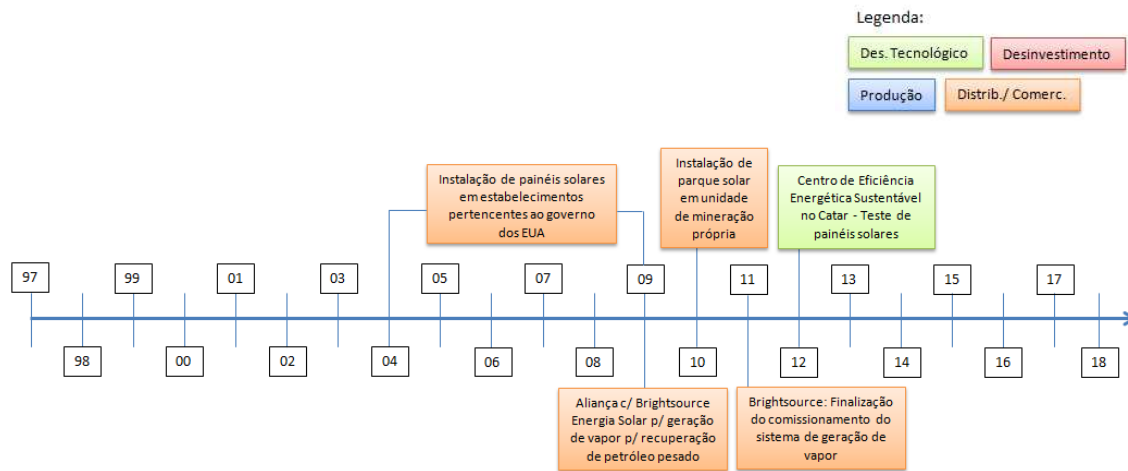 Legenda:
Des. Tecnológico
Desinvestimento
Produção
Distrib./ Comerc.
Instalação de painéis solares
em estabelecimentos
pertencentes ao governo
dos EUA
Instalação de
parque solar
em unidade
de mineração
própria
Centro de Eficiência
Energética Sustentável
no Catar - Teste de
painéis solares
97
99
01
03
05
07
09
11
13
15
17
98
00
02
04
06
08
10
12
14
16
18
Aliança c/ Brightsource
Energia Solar p/ geração
de vapor p/ recuperação
de petróleo pesado
Brightsource: Finalização
do comissionamento do
sistema de geração de
vapor